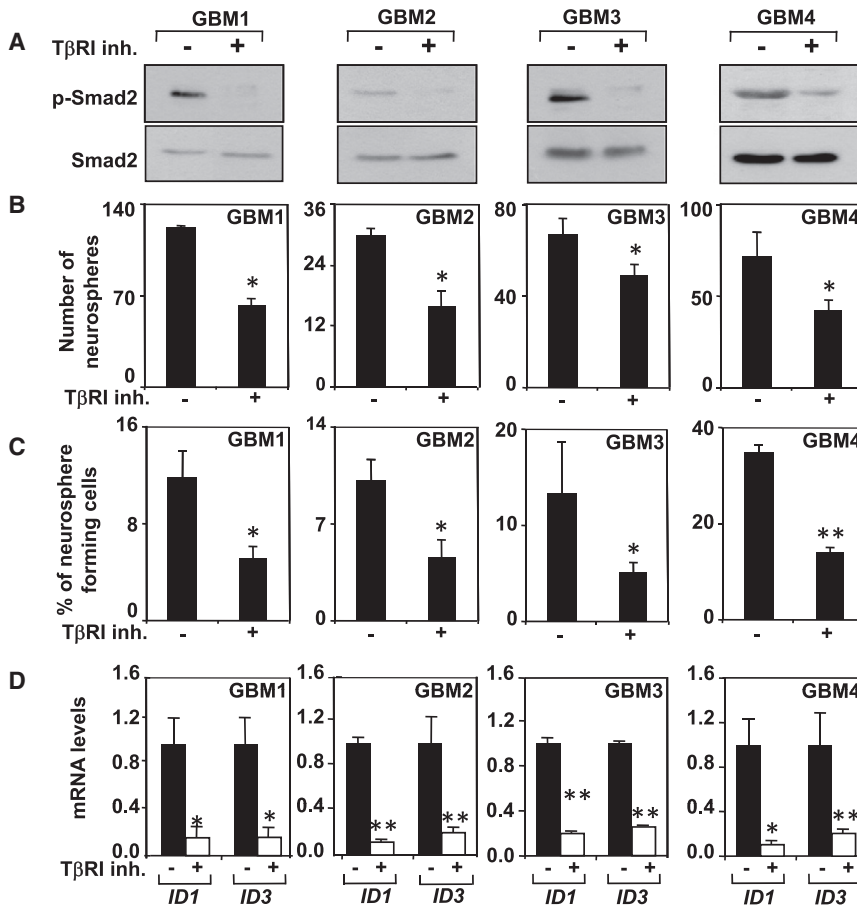 GBM1 GBM2 GBM3 GBM4
A TβRI inh. - + - + - + - +
p-Smad2
Smad2
B
Number of neurospheres
140 70 0 GBM1 *
36 24 12 0 GBM2 *
80 40 0 GBM3 *
100 50 0 GBM4 *
TβRI inh. - + - + - + - +
C
% of neurosphere forming cells
16 8 0 GBM1 *
14 7 0 GBM2 *
20 10 0 GBM3 *
40 20 0 GBM4 **
TβRI inh. - + - + - + - +
D
mRNA levels
1.6 1.2 0.8 0.4 0.0 GBM1 * *
1.6 1.2 0.8 0.4 0.0 GBM2 ** **
1.6 1.2 0.8 0.4 0.0 GBM3 ** **
1.6 1.2 0.8 0.4 0.0 GBM4 * **
TβRI inh. - + - + - + - + - + - + - + - +
ID1 ID3 ID1 ID3 ID1 ID3 ID1 ID3